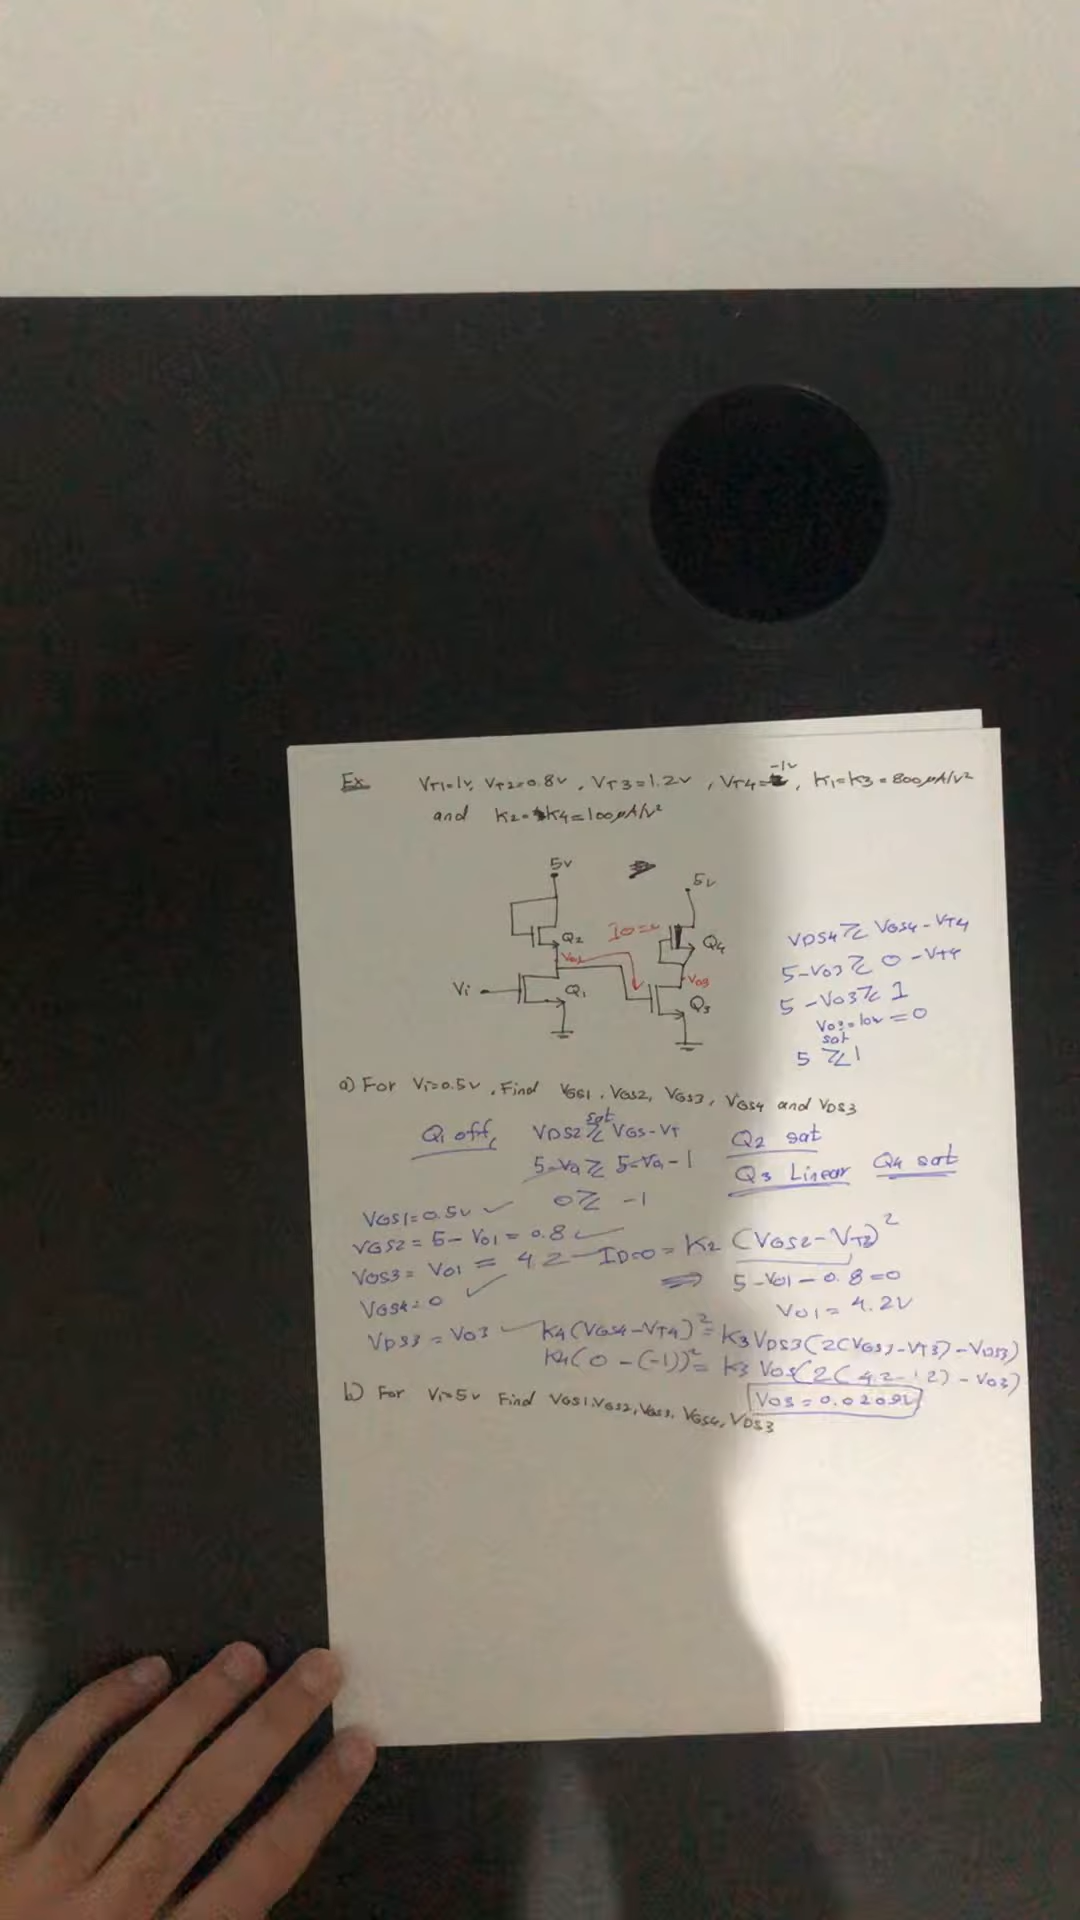 Ex VT1=1v, VT2=0.8v, VT3=1.2v, VT4=-1v, K1=K3=800µA/V²
and K2=K4=100µA/V²
5v
5v
Q2
ID=0
Q4
Vo1
Vo3
Vi
Q1
Q3
VDS4 ≥ VGS4-VT4
5-Vo3 ≥ 0-VT4
5-Vo3 ≥ 1
Vo3=low=0
sat
5 ≥ 1
a) For Vi=0.5v, Find VGS1, VGS2, VGS3, VGS4 and VDS3
Q1 off, VDS2 ≥ VGS-VT Q2 sat
sat
5-Vo1 ≥ 5-Vo1-1 Q3 Linear Q4 sat
0 ≥ -1
VGS1=0.5v ✓
VGS2=5-Vo1=0.8 ✓
VGS3=Vo1=4.2 ID=0=K2(VGS2-VT2)²
⇒ 5-Vo1-0.8=0
VGS4=0 ✓
Vo1=4.2V
VDS3=Vo3 K4(VGS4-VT4)²=K3VDS3(2(VGS3-VT3)-VDS3)
K4(0-(-1))²=K3 Vo3(2(4.2-1.2)-Vo3)
Vo3=0.0209V
b) For Vi=5v Find VGS1, VGS2, VGS3, VGS4, VDS3